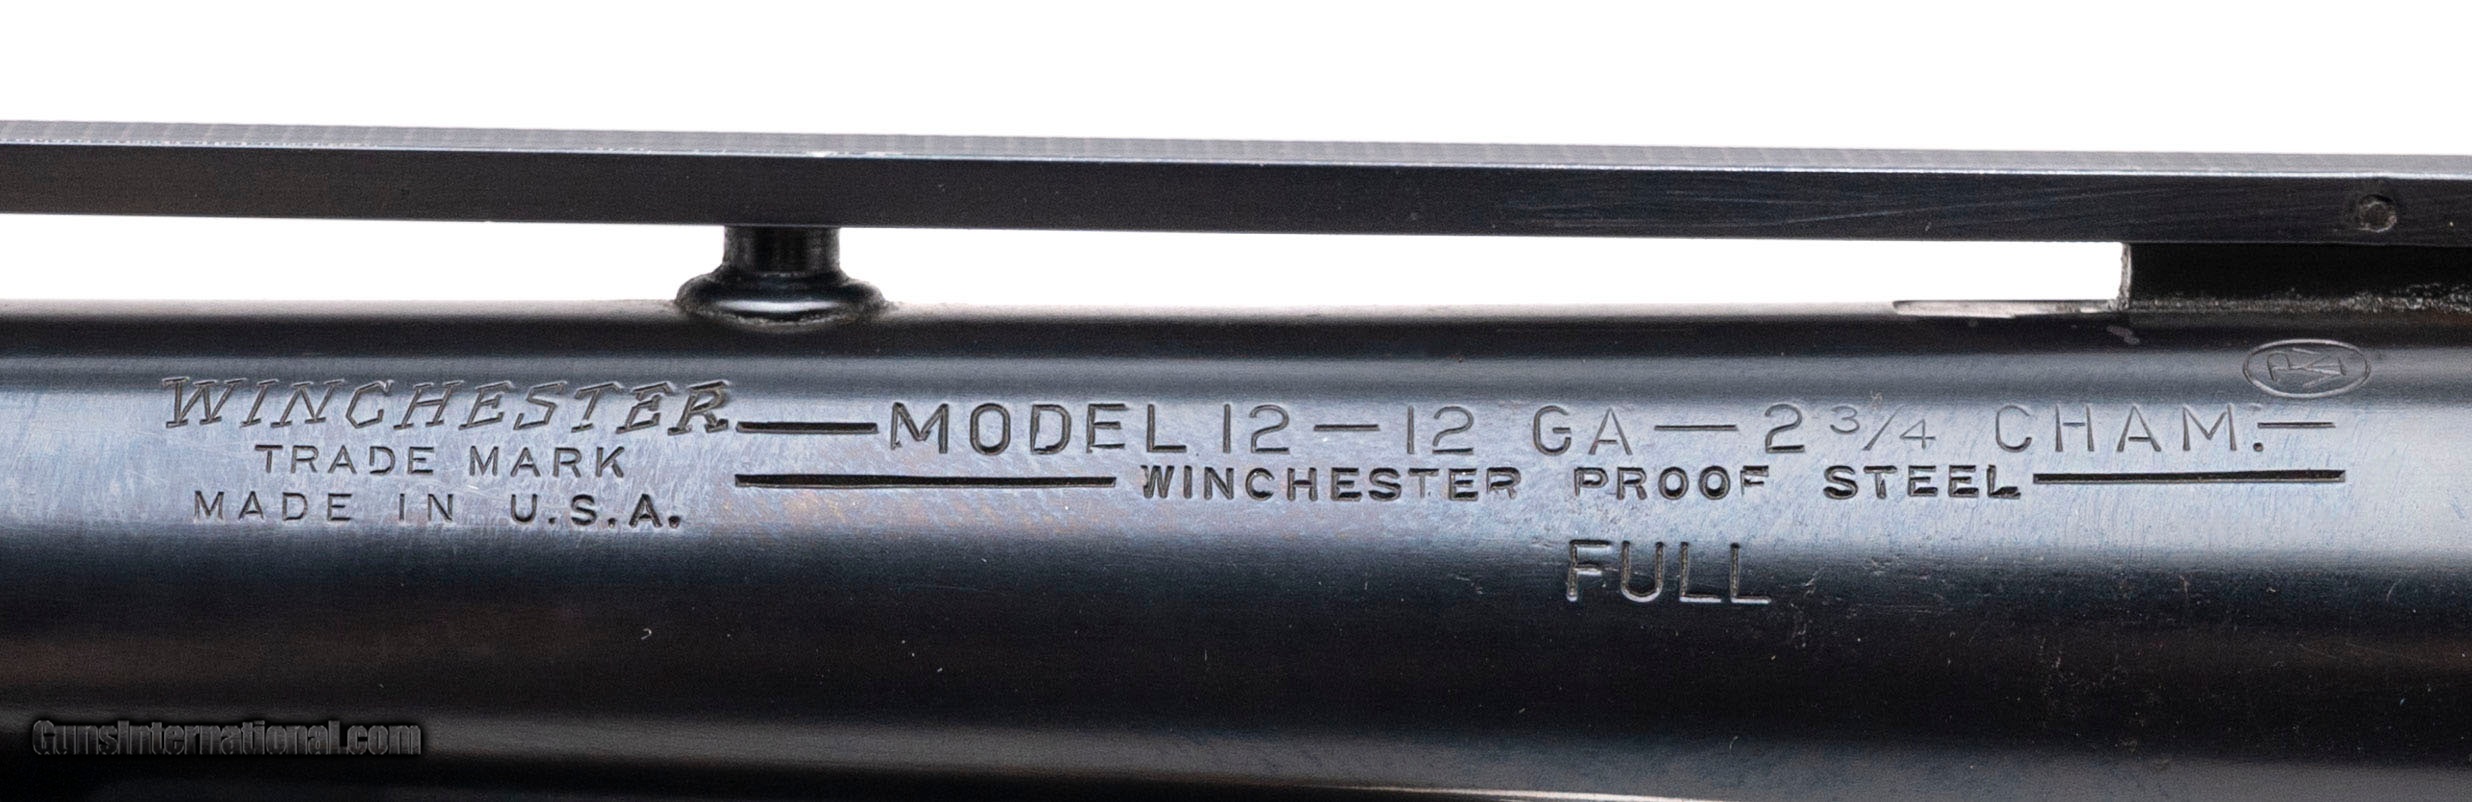 WINCHESTER — MODEL 12 — 12 GA — 2 3/4 CHAM. —
TRADE MARK — WINCHESTER PROOF STEEL —
MADE IN U.S.A.
FULL
GunsInternational.com